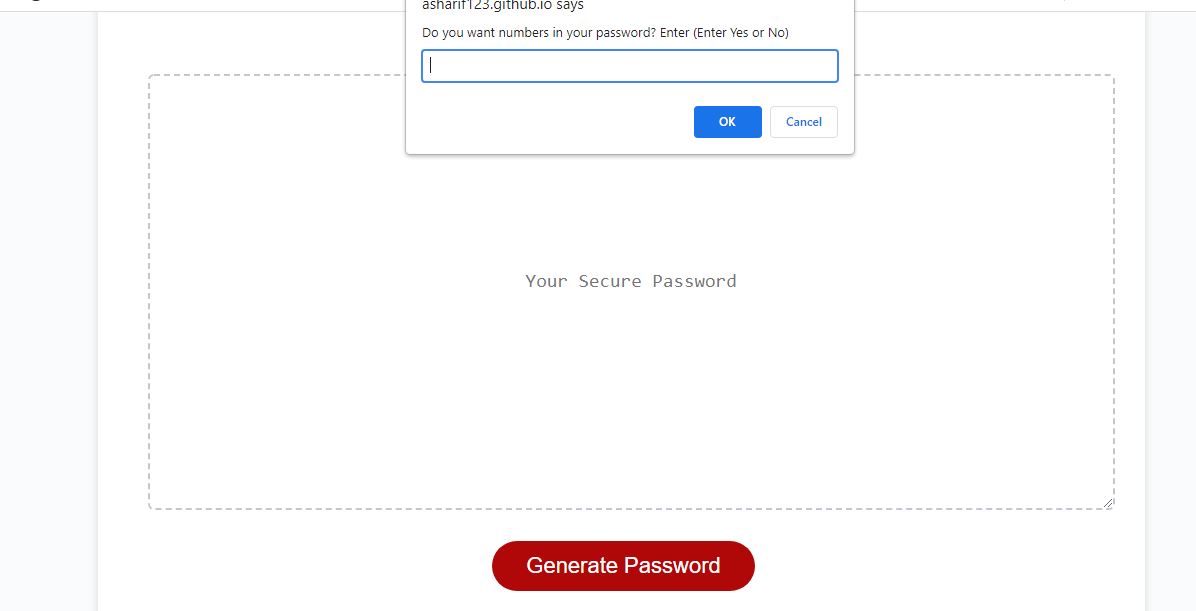 asharif123.github.io says
Do you want numbers in your password? Enter (Enter Yes or No)
OK
Cancel
Your Secure Password
Generate Password